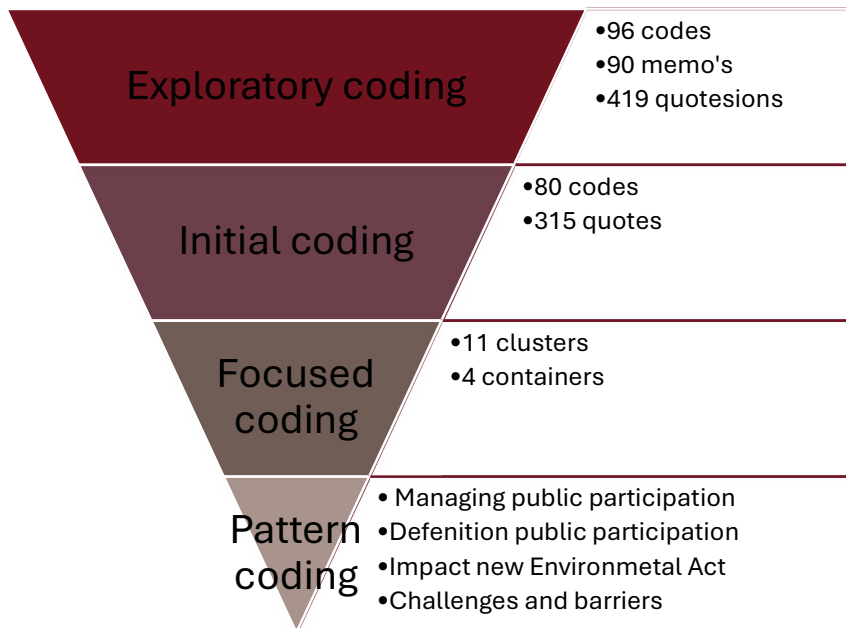 Exploratory coding
•96 codes
•90 memo's
•419 quotesions
Initial coding
•80 codes
•315 quotes
Focused
coding
•11 clusters
•4 containers
Pattern
coding
• Managing public participation
•Defenition public participation
•Impact new Environmetal Act
•Challenges and barriers